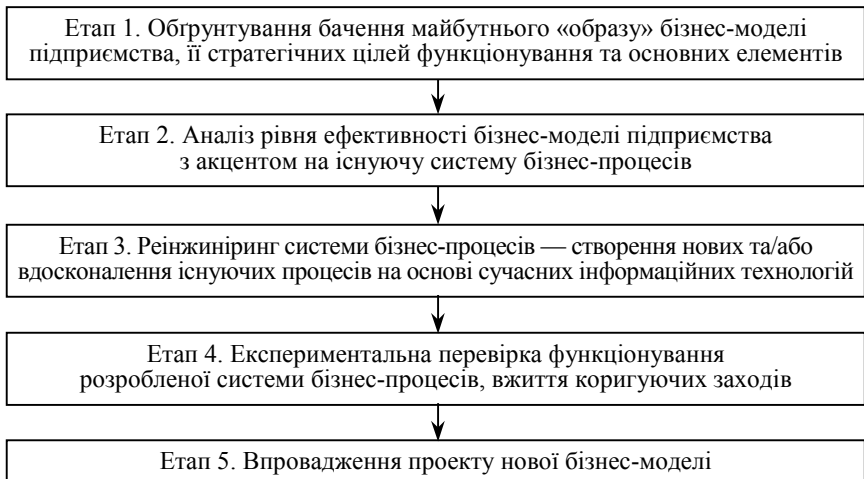 Етап 1. Обґрунтування бачення майбутнього «образу» бізнес-моделі
підприємства, її стратегічних цілей функціонування та основних елементів
Етап 2. Аналіз рівня ефективності бізнес-моделі підприємства
з акцентом на існуючу систему бізнес-процесів
Етап 3. Реінжиніринг системи бізнес-процесів — створення нових та/або
вдосконалення існуючих процесів на основі сучасних інформаційних технологій
Етап 4. Експериментальна перевірка функціонування
розробленої системи бізнес-процесів, вжиття коригуючих заходів
Етап 5. Впровадження проекту нової бізнес-моделі